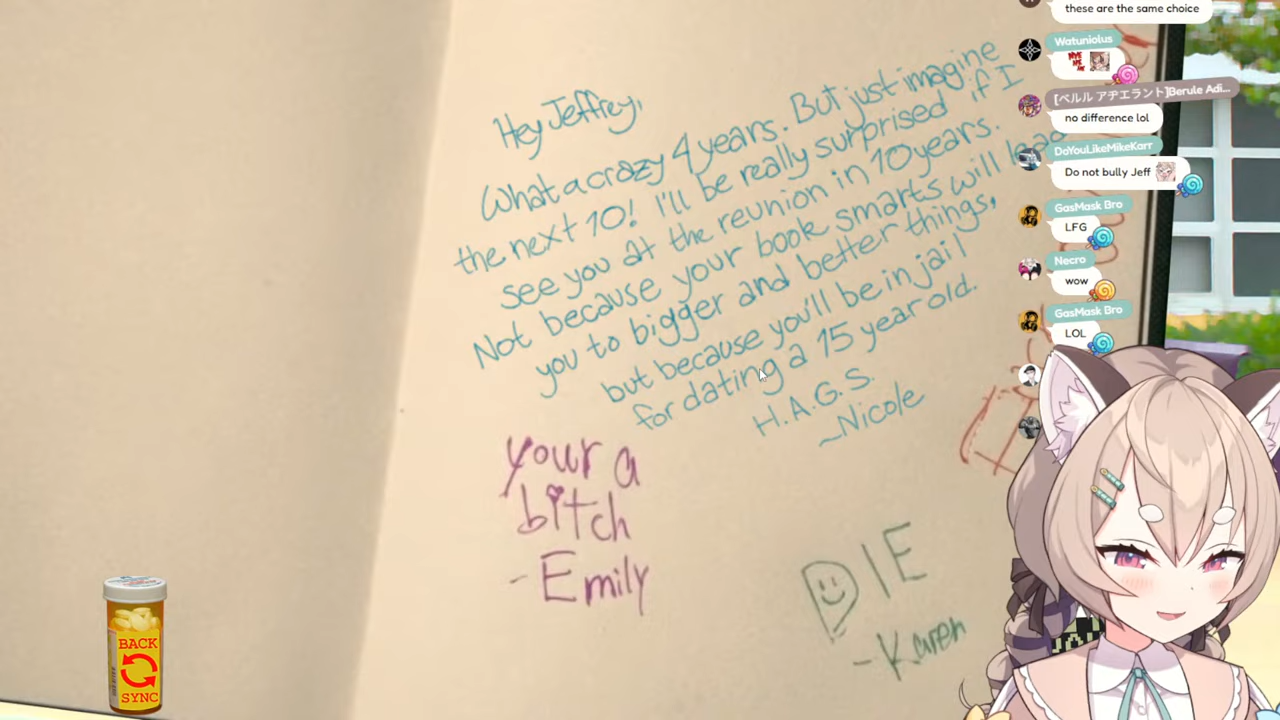 Hey Jeffrey,
What a crazy 4 years. But just imagine
the next 10! I'll be really surprised if I
see you at the reunion in 10 years.
Not because your book smarts will lead
you to bigger and better things,
but because you'll be in jail
for dating a 15 year old.
H.A.G.S.
~Nicole
your a
bitch
- Emily
DIE
-Karen
BACK
SYNC
these are the same choice
Watuniolus
[ベルル アヂエラント]Berule Adi...
no difference lol
DoYouLikeMikeKarr
Do not bully Jeff
GasMask Bro
LFG
Necro
wow
GasMask Bro
LOL